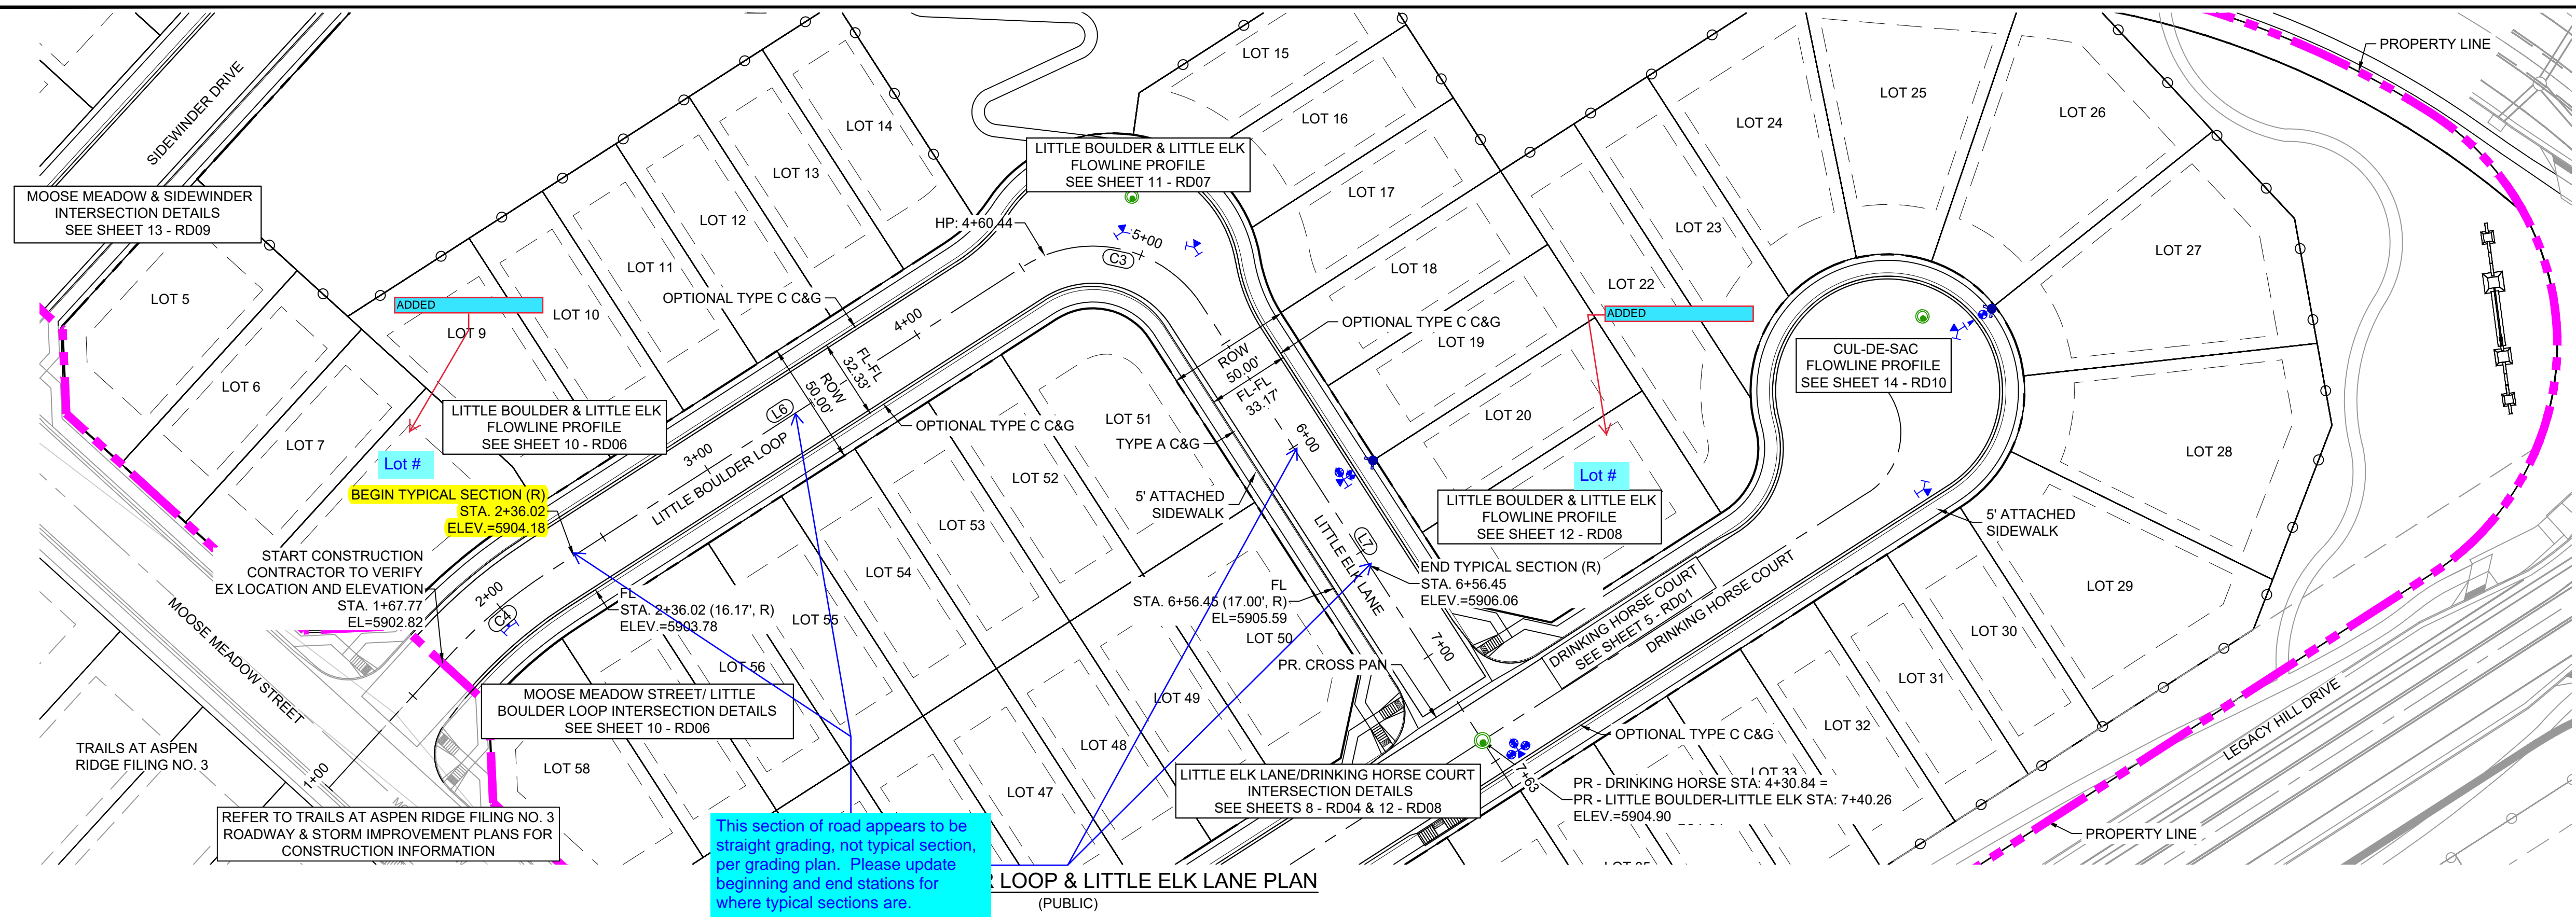 PROPERTY LINE
LOT 15
LOT 25
LOT 26
LOT 24
LOT 16
LOT 14
LOT 13
LOT 12
LOT 11
LOT 10
LOT 9
SIDEWINDER DRIVE
MOOSE MEADOW & SIDEWINDER
INTERSECTION DETAILS
SEE SHEET 13 - RD09
LITTLE BOULDER & LITTLE ELK
FLOWLINE PROFILE
SEE SHEET 11 - RD07
HP: 4+60.44
5+00
C3
LOT 17
LOT 18
LOT 19
LOT 20
LOT 22
LOT 23
LOT 27
LOT 28
LOT 29
LOT 30
LOT 31
LOT 32
LOT 33
LOT 5
LOT 6
LOT 7
ADDED
ADDED
OPTIONAL TYPE C C&G
4+00
FL-FL
32.33'
ROW
50.00'
L6
3+00
LITTLE BOULDER LOOP
OPTIONAL TYPE C C&G
OPTIONAL TYPE C C&G
ROW
50.00'
FL-FL
33.17'
6+00
CUL-DE-SAC
FLOWLINE PROFILE
SEE SHEET 14 - RD10
LITTLE BOULDER & LITTLE ELK
FLOWLINE PROFILE
SEE SHEET 10 - RD06
Lot #
Lot #
LITTLE BOULDER & LITTLE ELK
FLOWLINE PROFILE
SEE SHEET 12 - RD08
BEGIN TYPICAL SECTION (R)
STA. 2+36.02
ELEV.=5904.18
START CONSTRUCTION
CONTRACTOR TO VERIFY
EX LOCATION AND ELEVATION
STA. 1+67.77
EL=5902.82
2+00
C4
FL
STA. 2+36.02 (16.17', R)
ELEV.=5903.78
LOT 51
LOT 52
LOT 53
LOT 54
LOT 55
LOT 56
LOT 58
LOT 50
LOT 49
LOT 48
LOT 47
TYPE A C&G
5' ATTACHED
SIDEWALK
LITTLE ELK LANE
L7
FL
STA. 6+56.45 (17.00', R)
EL=5905.59
END TYPICAL SECTION (R)
STA. 6+56.45
ELEV.=5906.06
7+00
PR. CROSS PAN
DRINKING HORSE COURT
SEE SHEET 5 - RD01
DRINKING HORSE COURT
5' ATTACHED
SIDEWALK
OPTIONAL TYPE C C&G
7+63
PR - DRINKING HORSE STA: 4+30.84 =
PR - LITTLE BOULDER-LITTLE ELK STA: 7+40.26
ELEV.=5904.90
LEGACY HILL DRIVE
PROPERTY LINE
MOOSE MEADOW STREET
TRAILS AT ASPEN
RIDGE FILING NO. 3
1+00
MOOSE MEADOW STREET/ LITTLE
BOULDER LOOP INTERSECTION DETAILS
SEE SHEET 10 - RD06
REFER TO TRAILS AT ASPEN RIDGE FILING NO. 3
ROADWAY & STORM IMPROVEMENT PLANS FOR
CONSTRUCTION INFORMATION
LITTLE ELK LANE/DRINKING HORSE COURT
INTERSECTION DETAILS
SEE SHEETS 8 - RD04 & 12 - RD08
This section of road appears to be
straight grading, not typical section,
per grading plan. Please update
beginning and end stations for
where typical sections are.
LOOP & LITTLE ELK LANE PLAN
(PUBLIC)